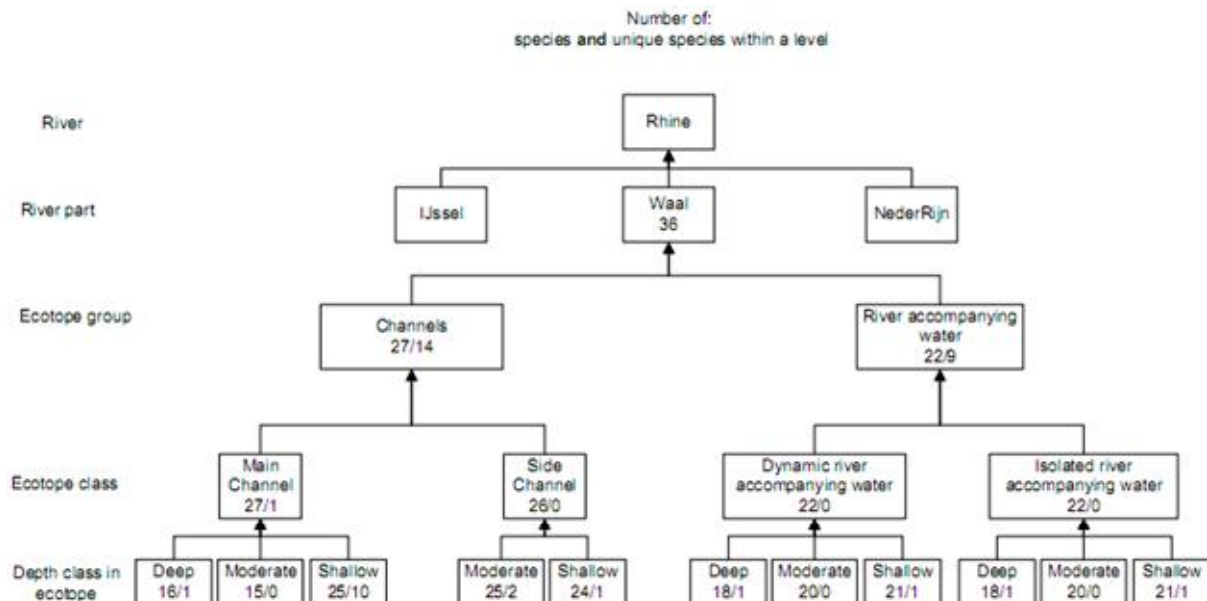 Number of:
species and unique species within a level
River
Rhine
River part
IJssel
Waal
36
NederRijn
Ecotope group
Channels
27/14
River accompanying
water
22/9
Ecotope class
Main
Channel
27/1
Side
Channel
26/0
Dynamic river
accompanying water
22/0
Isolated river
accompanying water
22/0
Depth class in
ecotope
Deep
16/1
Moderate
15/0
Shallow
25/10
Moderate
25/2
Shallow
24/1
Deep
18/1
Moderate
20/0
Shallow
21/1
Deep
18/1
Moderate
20/0
Shallow
21/1